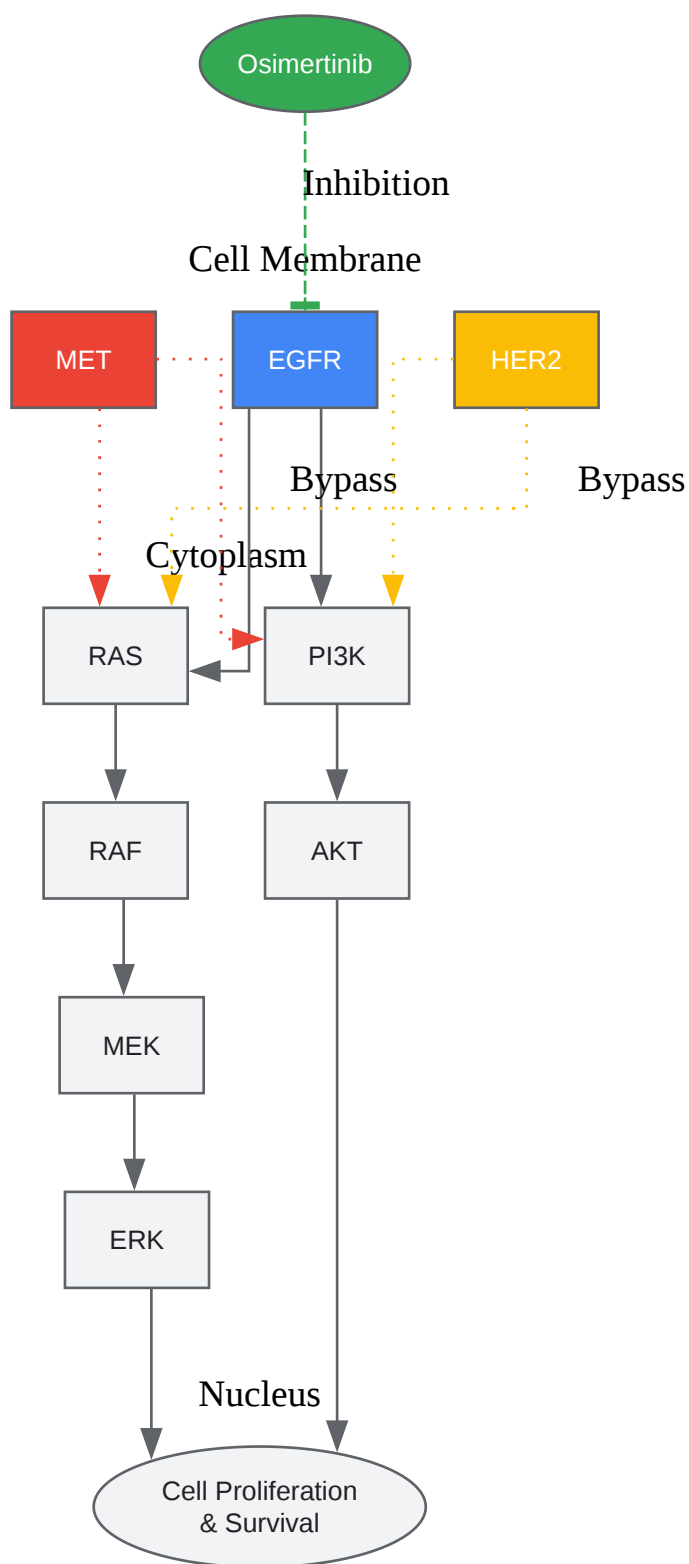 Osimertinib
Inhibition
Cell Membrane
MET
EGFR
HER2
Bypass
Bypass
Cytoplasm
RAS
PI3K
RAF
AKT
MEK
ERK
Nucleus
Cell Proliferation
& Survival